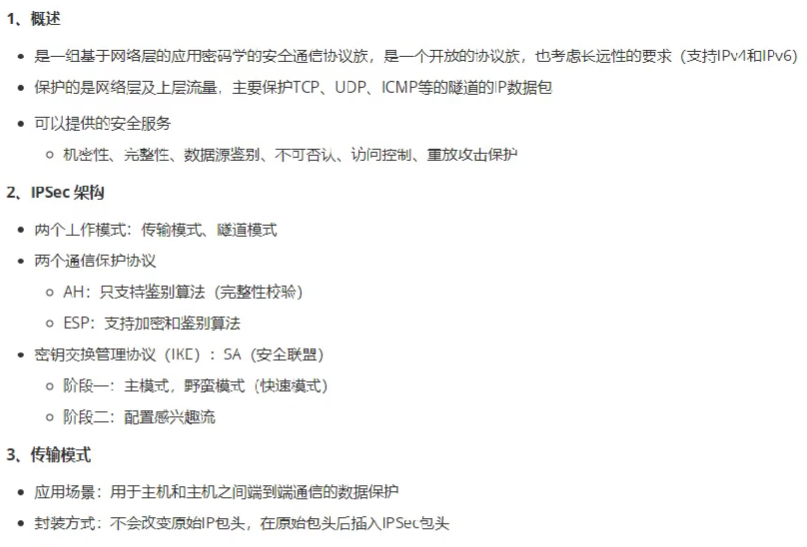 1、概述
是一组基于网络层的应用密码学的安全通信协议族，是一个开放的协议族，也考虑长远性的要求（支持IPv4和IPv6）
保护的是网络层及上层流量，主要保护TCP、UDP、ICMP等的隧道的IP数据包
可以提供的安全服务
机密性、完整性、数据源鉴别、不可否认、访问控制、重放攻击保护
2、IPSec 架构
两个工作模式：传输模式、隧道模式
两个通信保护协议
AH：只支持鉴别算法（完整性校验）
ESP：支持加密和鉴别算法
密钥交换管理协议（IKE）：SA（安全联盟）
阶段一：主模式，野蛮模式（快速模式）
阶段二：配置感兴趣流
3、传输模式
应用场景：用于主机和主机之间端到端通信的数据保护
封装方式：不会改变原始IP包头，在原始包头后插入IPSec包头